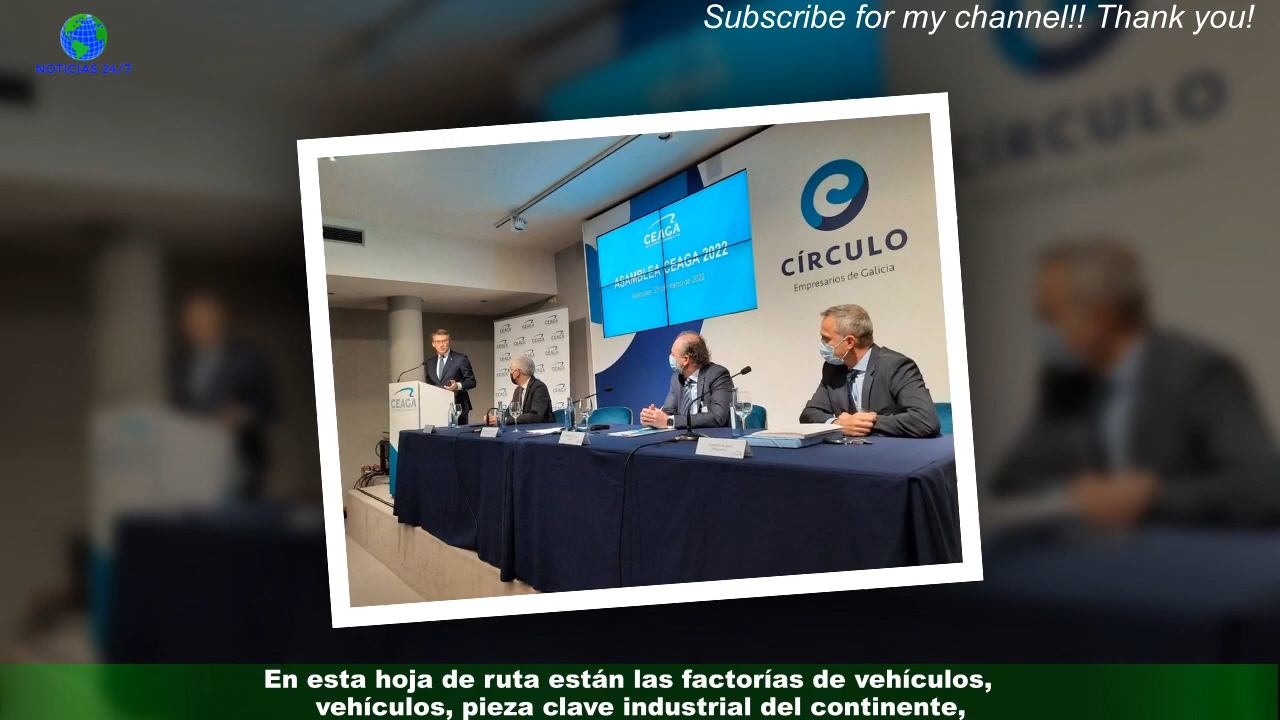 Subscribe for my channel!! Thank you!
NOTICIAS 24/7
CEAGA
ASAMBLEA CEAGA 2022
CÍRCULO
Empresarios de Galicia
CEAGA
En esta hoja de ruta están las factorías de vehículos,
vehículos, pieza clave industrial del continente,